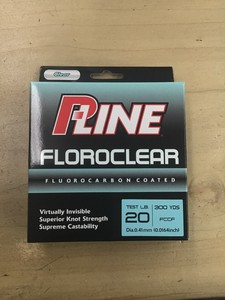 Clear
P-LINE
FLOROCLEAR
FLUOROCARBON COATED
Virtually Invisible
Superior Knot Strength
Supreme Castability
TEST LB. 300 YDS
20 FCCF
Dia.0.41mm (0.0164inch)